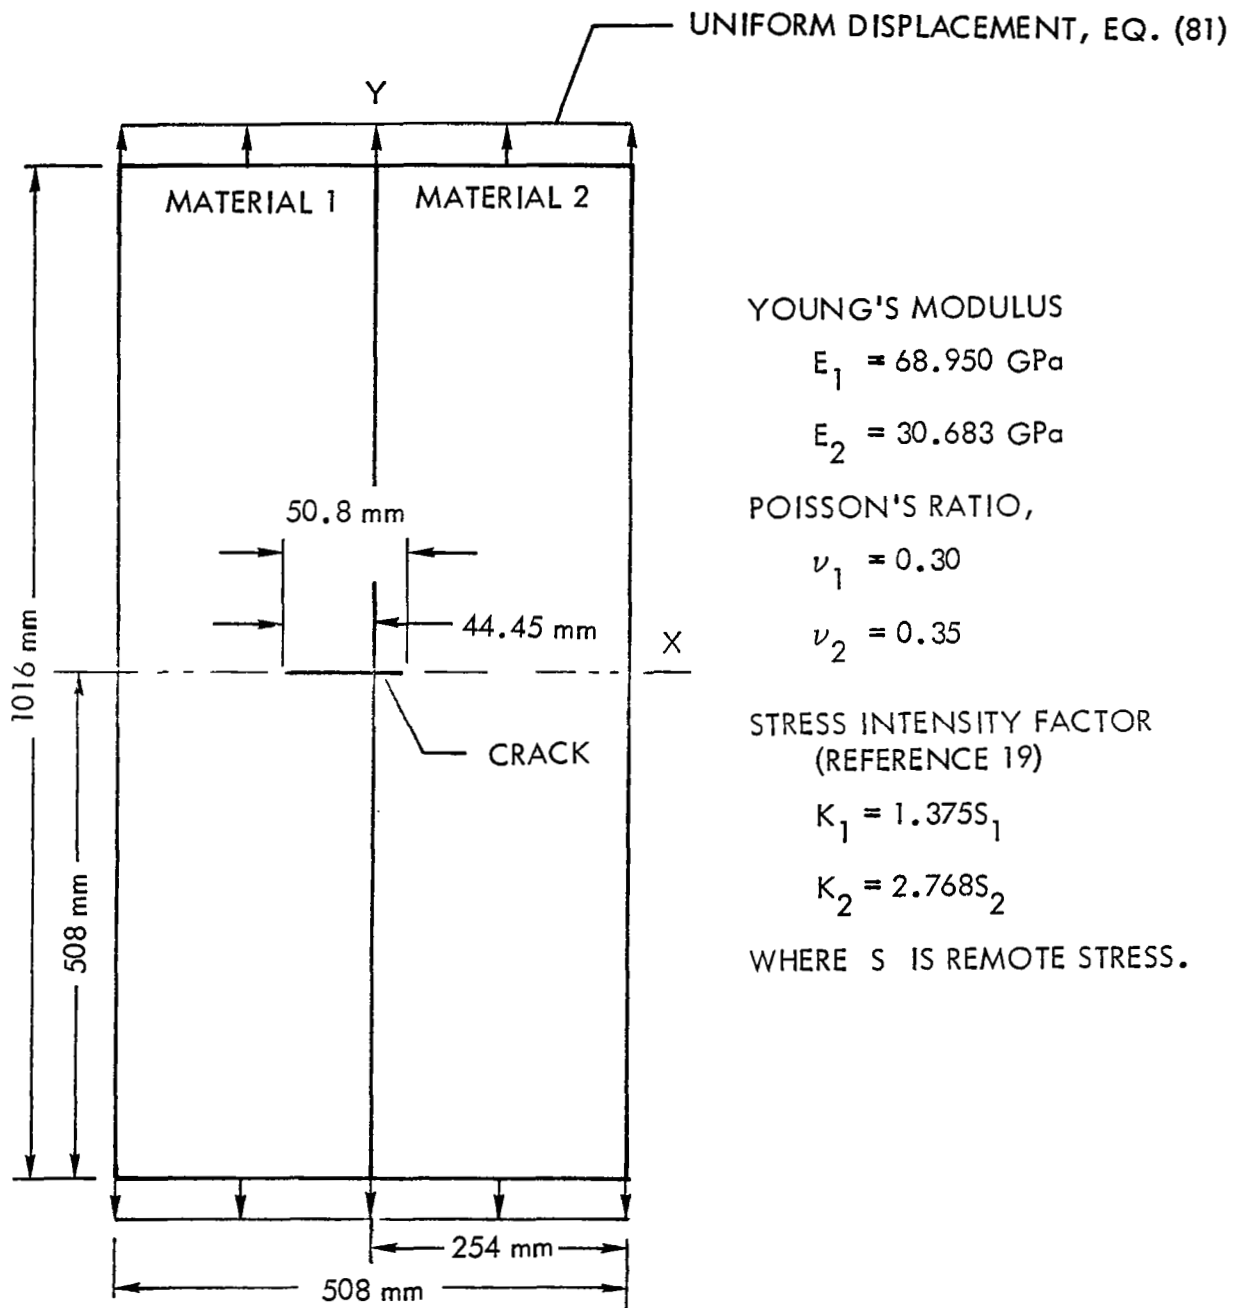 UNIFORM DISPLACEMENT, EQ. (81)
Y
MATERIAL 1
MATERIAL 2
YOUNG'S MODULUS
E1 = 68.950 GPa
E2 = 30.683 GPa
50.8 mm
POISSON'S RATIO,
ν1 = 0.30
44.45 mm
ν2 = 0.35
X
1016 mm
508 mm
CRACK
STRESS INTENSITY FACTOR
(REFERENCE 19)
K1 = 1.375S1
K2 = 2.768S2
WHERE S IS REMOTE STRESS.
254 mm
508 mm